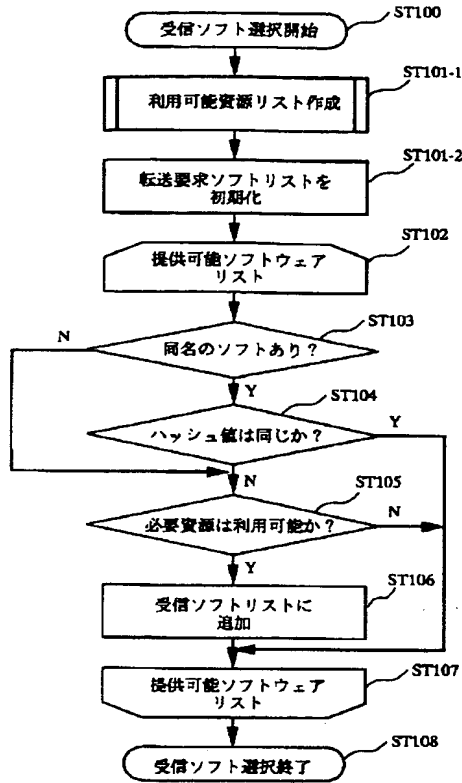 ST100
受信ソフト選択開始
ST101-1
利用可能資源リスト作成
ST101-2
転送要求ソフトリストを
初期化
ST102
提供可能ソフトウェア
リスト
ST103
N
同名のソフトあり？
Y
ST104
ハッシュ値は同じか？
Y
N
ST105
必要資源は利用可能か？
N
Y
ST106
受信ソフトリストに
追加
ST107
提供可能ソフトウェア
リスト
ST108
受信ソフト選択終了